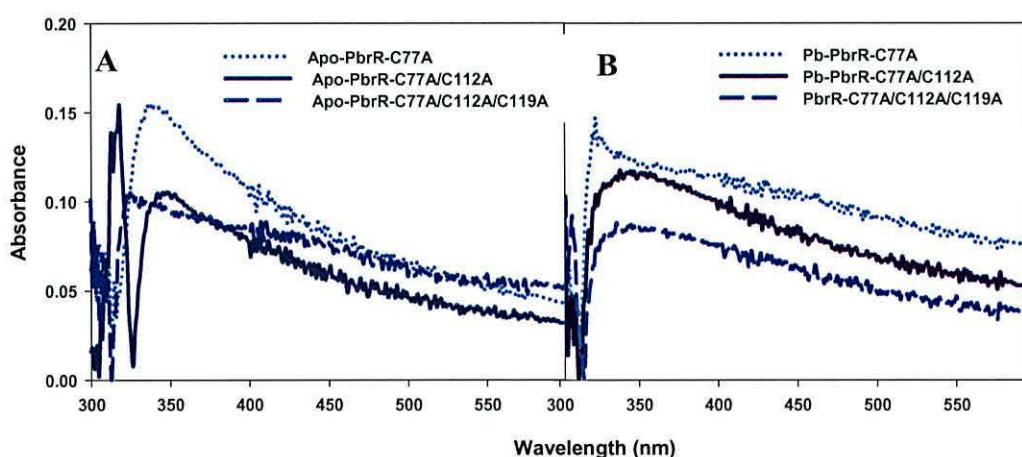 0.20
0.15
0.10
0.05
0.00
Absorbance
A
Apo-PbrR-C77A
Apo-PbrR-C77A/C112A
Apo-PbrR-C77A/C112A/C119A
B
Pb-PbrR-C77A
Pb-PbrR-C77A/C112A
PbrR-C77A/C112A/C119A
300 350 400 450 500 550 300 350 400 450 500 550
Wavelength (nm)